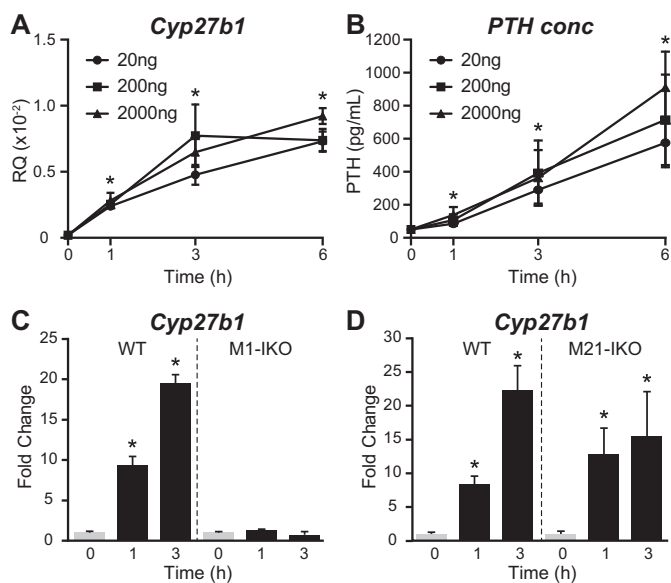 A
Cyp27b1
1.5
1.0
0.5
0
RQ (x10-2)
20ng
200ng
2000ng
*
*
*
0
1
3
6
Time (h)
B
PTH conc
1200
1000
800
600
400
200
0
PTH (pg/mL)
20ng
200ng
2000ng
*
*
*
0
1
3
6
Time (h)
C
Cyp27b1
WT
M1-IKO
25
20
15
10
5
0
Fold Change
*
*
0
1
3
0
1
3
Time (h)
D
Cyp27b1
WT
M21-IKO
30
25
20
15
10
5
0
Fold Change
*
*
*
*
0
1
3
0
1
3
Time (h)